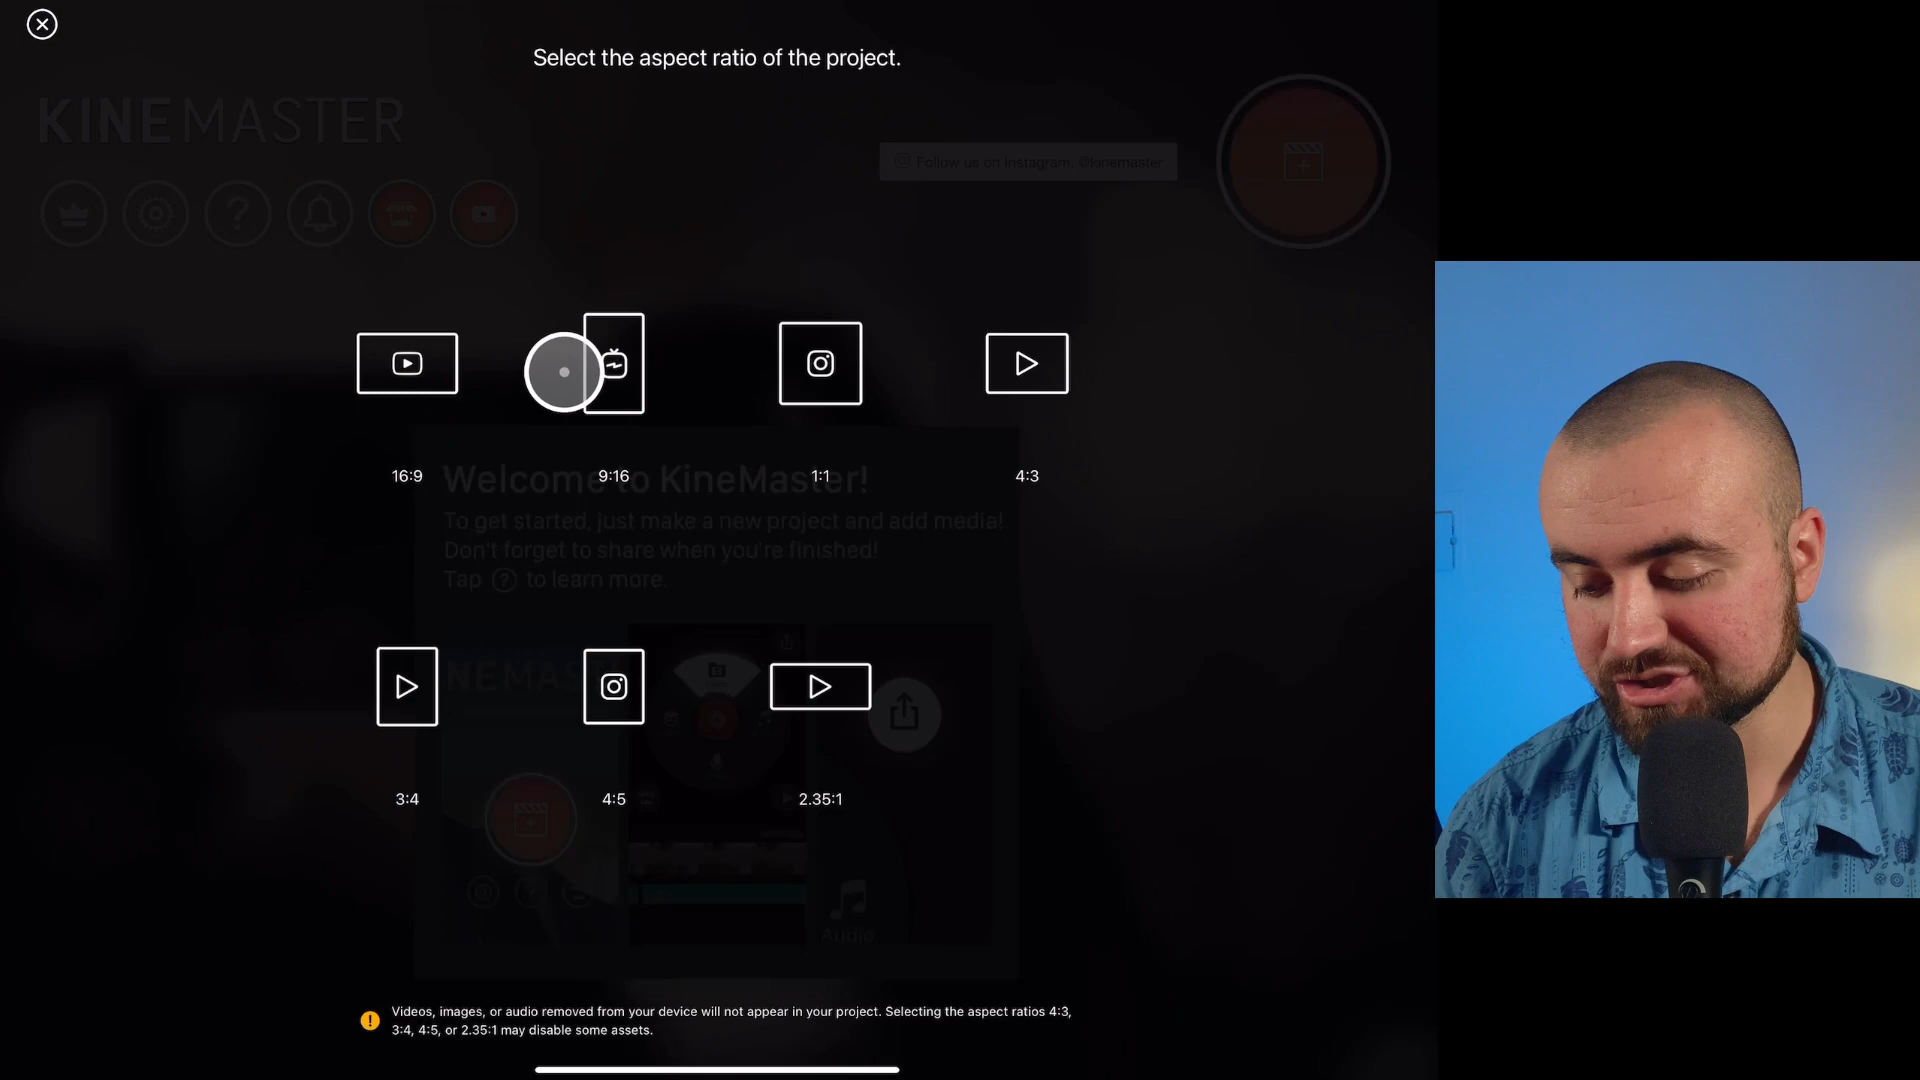 Select the aspect ratio of the project.
KINEMASTER
Follow us on Instagram, @kinemaster
16:9
9:16
1:1
4:3
Welcome to KineMaster!
To get started, just make a new project and add media!
Don't forget to share when you're finished!
Tap ? to learn more.
3:4
4:5
2.35:1
Audio
Videos, images, or audio removed from your device will not appear in your project. Selecting the aspect ratios 4:3,
3:4, 4:5, or 2.35:1 may disable some assets.